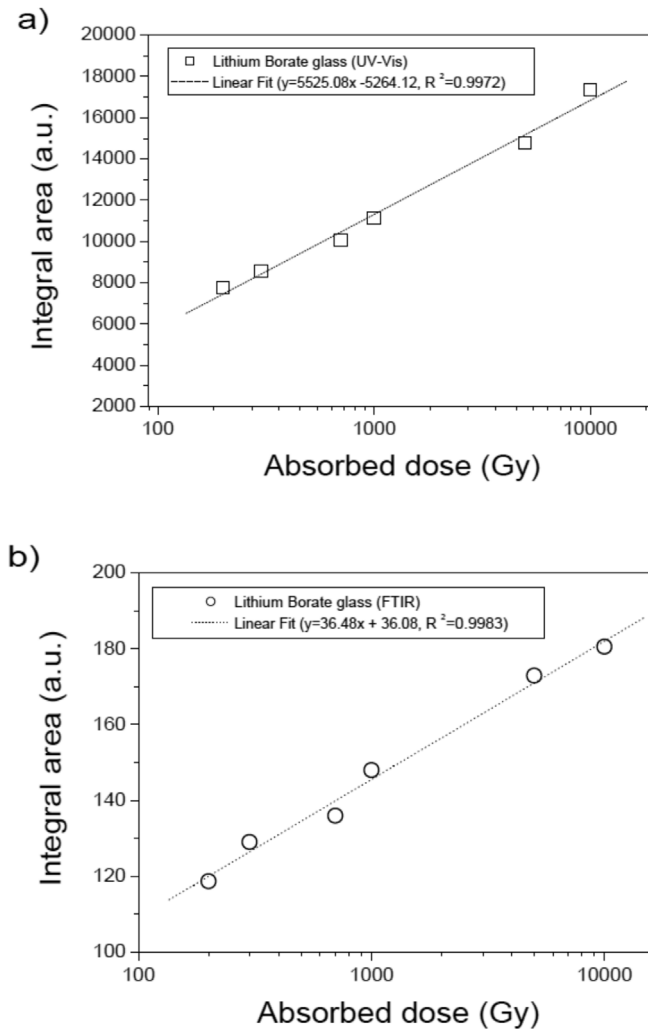 a)
20000
18000
16000
14000
12000
10000
8000
6000
4000
2000
Integral area (a.u.)
Lithium Borate glass (UV-Vis)
Linear Fit (y=5525.08x -5264.12, R²=0.9972)
100 1000 10000
Absorbed dose (Gy)
b)
200
180
160
140
120
100
Integral area (a.u.)
Lithium Borate glass (FTIR)
Linear Fit (y=36.48x + 36.08, R²=0.9983)
100 1000 10000
Absorbed dose (Gy)